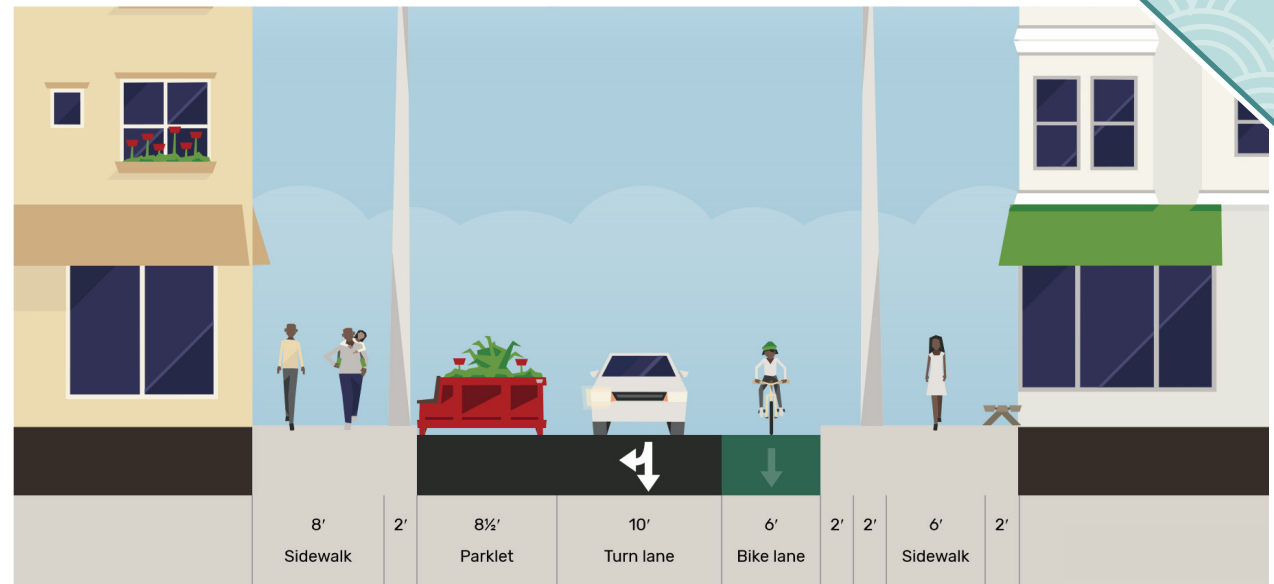 8′ 2′ 8½′ 10′ 6′ 2′ 2′ 6′ 2′
Sidewalk Parklet Turn lane Bike lane Sidewalk